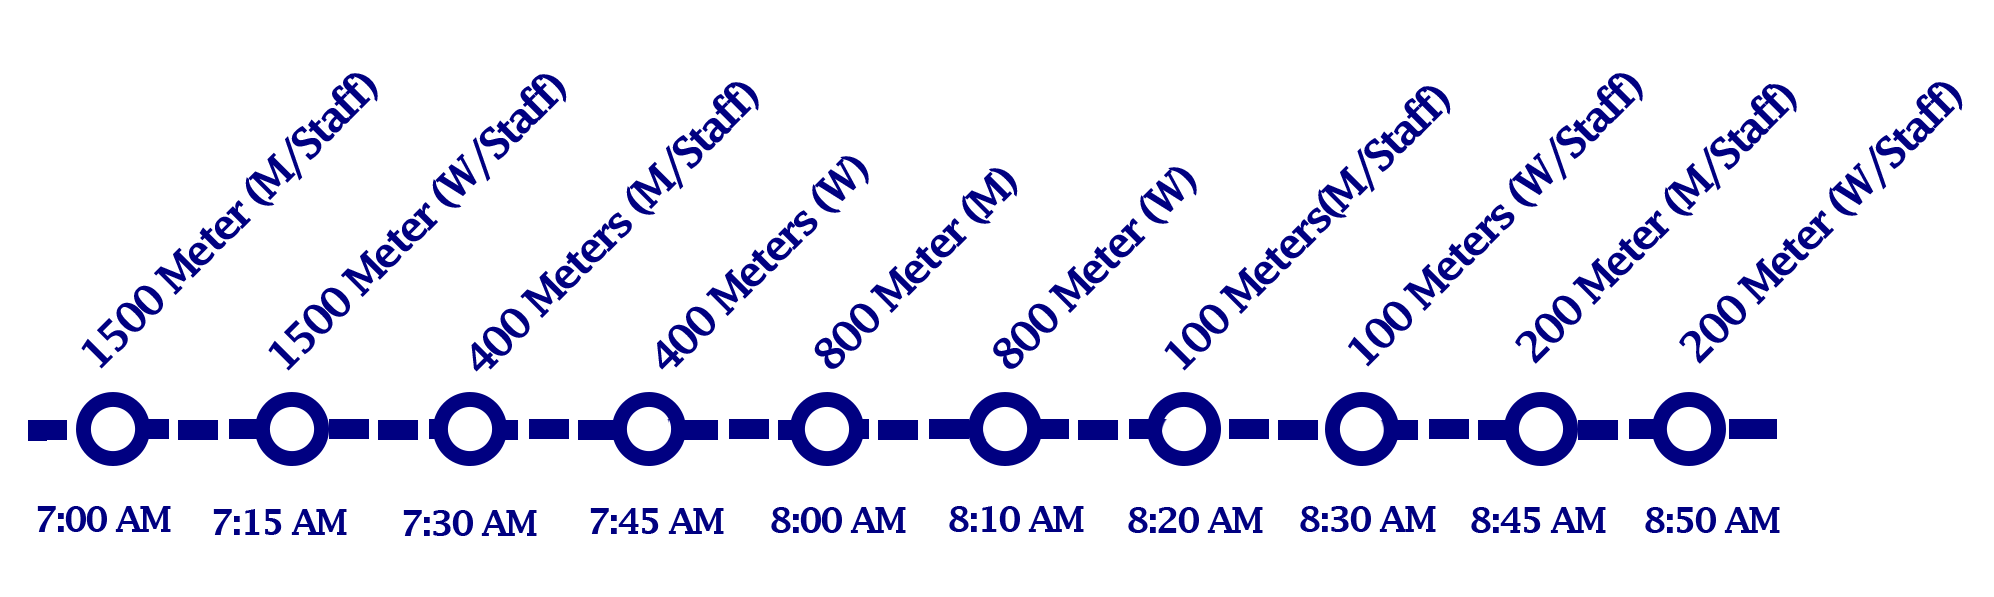 1500 Meter (M/Staff)
1500 Meter (W/Staff)
400 Meters (M/Staff)
400 Meters (W)
800 Meter (M)
800 Meter (W)
100 Meters(M/Staff)
100 Meters (W/Staff)
200 Meter (M/Staff)
200 Meter (W/Staff)
7:00 AM
7:15 AM
7:30 AM
7:45 AM
8:00 AM
8:10 AM
8:20 AM
8:30 AM
8:45 AM
8:50 AM